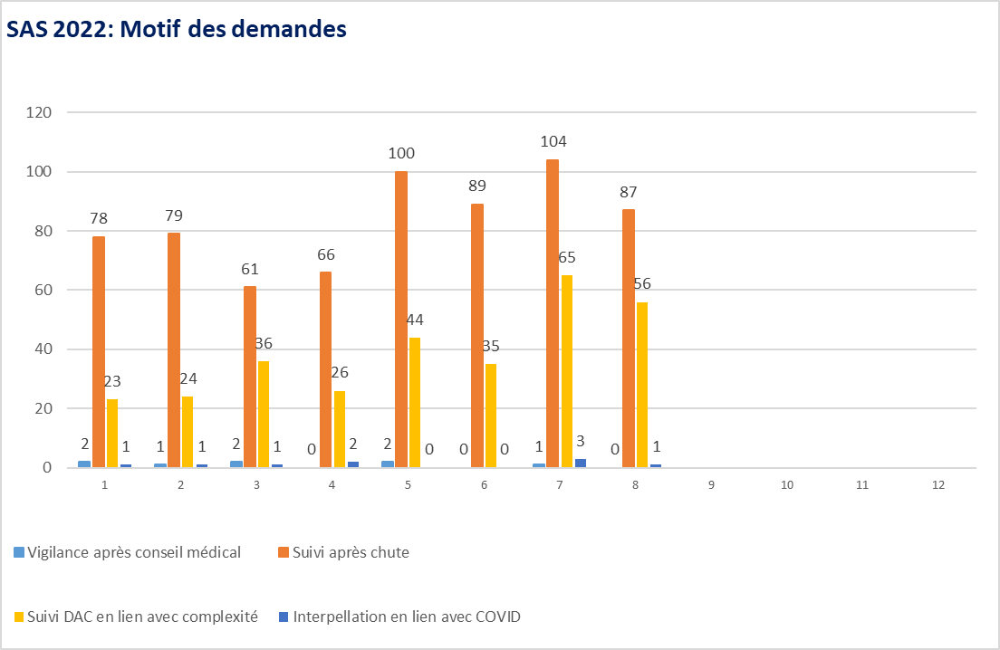 SAS 2022: Motif des demandes
120
100
80
60
40
20
0
2 78 23 1
1 79 24 1
2 61 36 1
0 66 26 2
2 100 44 0
0 89 35 0
1 104 65 3
0 87 56 1
1 2 3 4 5 6 7 8 9 10 11 12
Vigilance après conseil médical Suivi après chute
Suivi DAC en lien avec complexité Interpellation en lien avec COVID